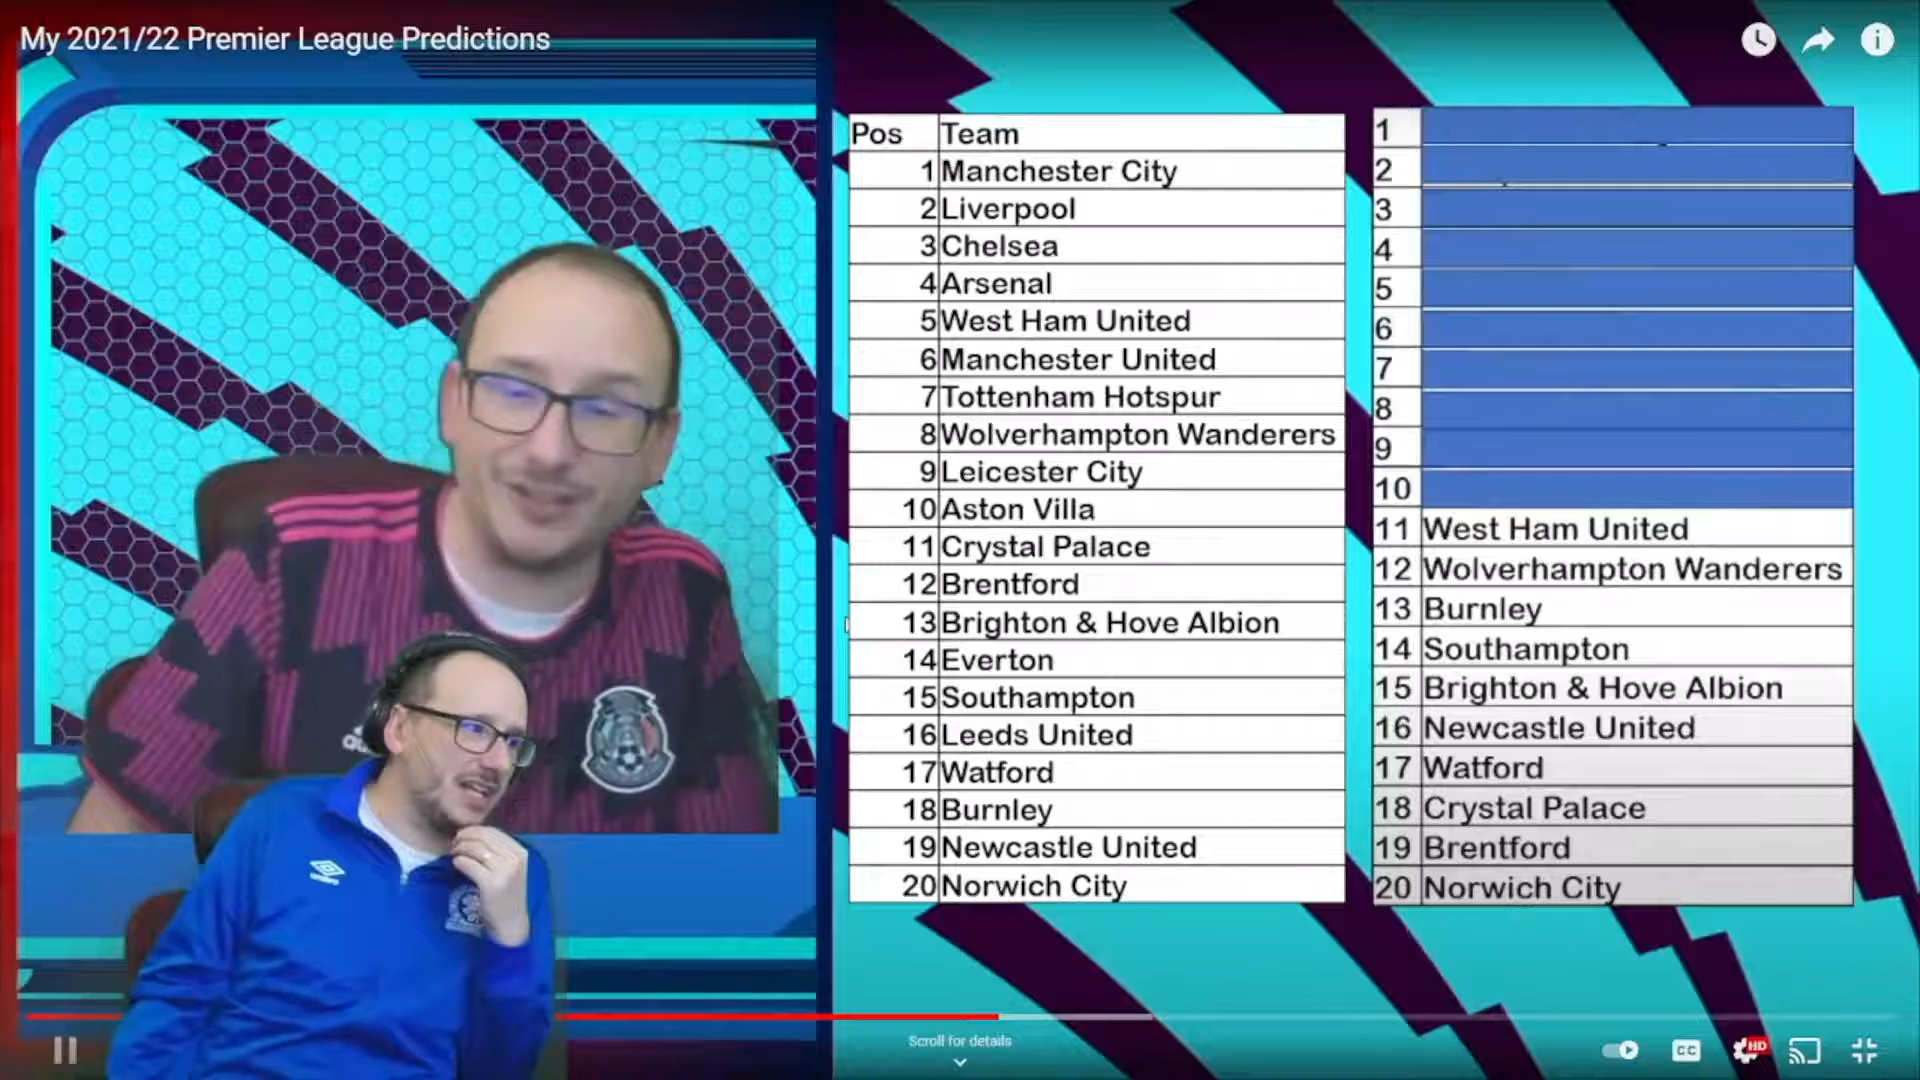 My 2021/22 Premier League Predictions
Pos Team
1 Manchester City
2 Liverpool
3 Chelsea
4 Arsenal
5 West Ham United
6 Manchester United
7 Tottenham Hotspur
8 Wolverhampton Wanderers
9 Leicester City
10 Aston Villa
11 Crystal Palace
12 Brentford
13 Brighton & Hove Albion
14 Everton
15 Southampton
16 Leeds United
17 Watford
18 Burnley
19 Newcastle United
20 Norwich City
1
2
3
4
5
6
7
8
9
10
11 West Ham United
12 Wolverhampton Wanderers
13 Burnley
14 Southampton
15 Brighton & Hove Albion
16 Newcastle United
17 Watford
18 Crystal Palace
19 Brentford
20 Norwich City
Scroll for details
CC
HD